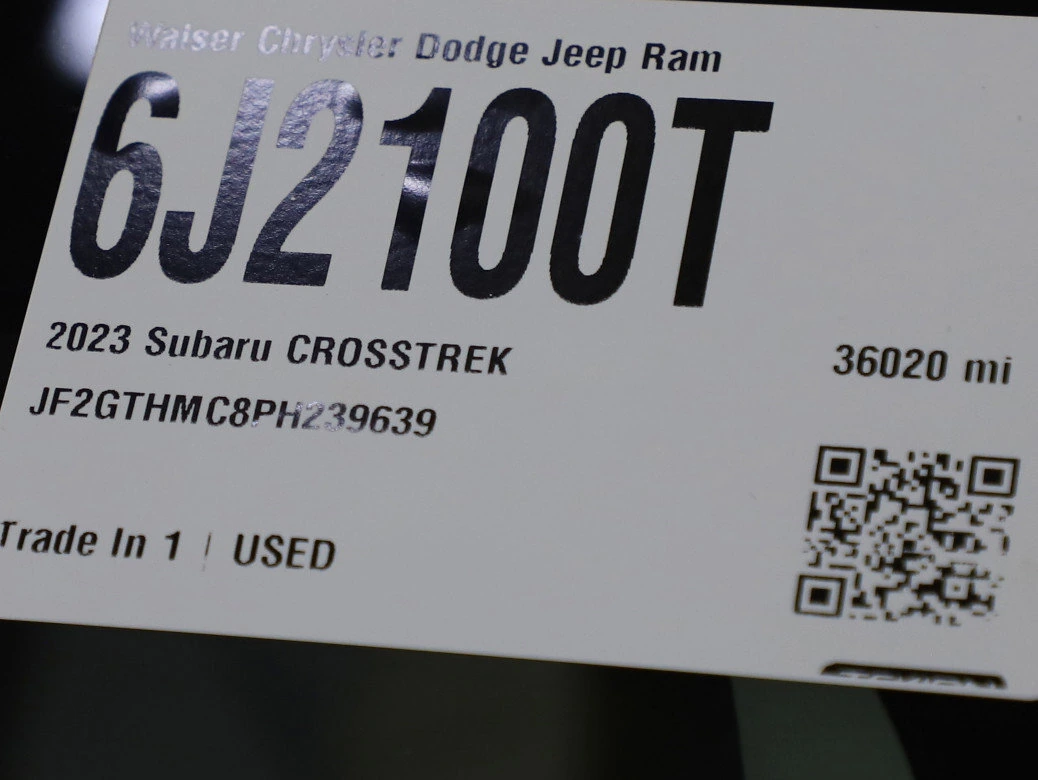 Walser Chrysler Dodge Jeep Ram
6J2100T
2023 Subaru CROSSTREK
36020 mi
JF2GTHMC8PH239639
Trade In 1 | USED